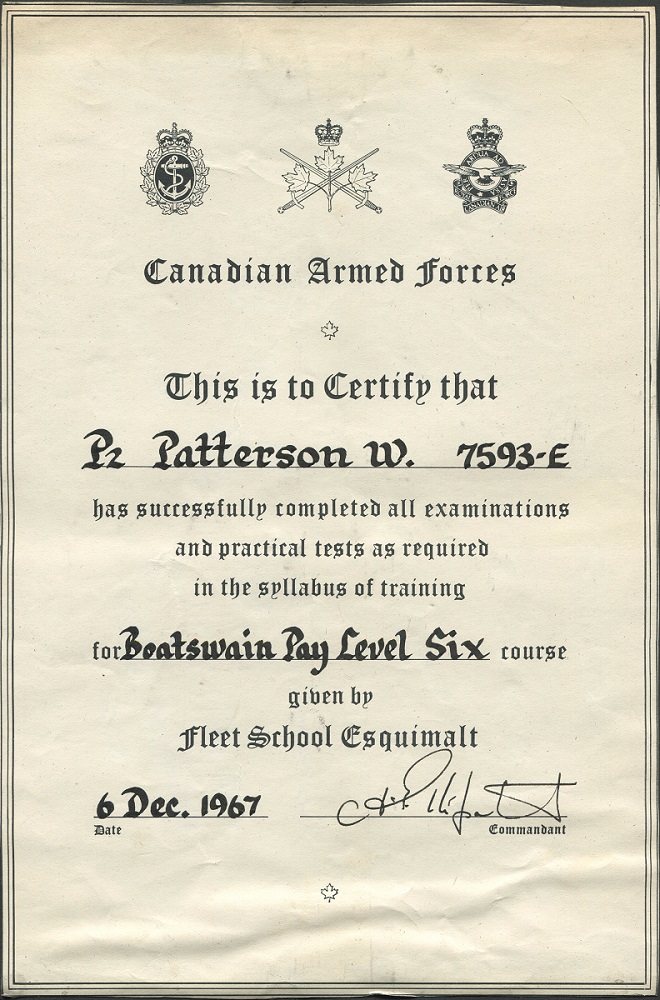 Canadian Armed Forces
This is to Certify that
P2 Patterson W. 7593-E
has successfully completed all examinations
and practical tests as required
in the syllabus of training
for Boatswain Pay Level Six course
given by
Fleet School Esquimalt
6 Dec. 1967
Date Commandant